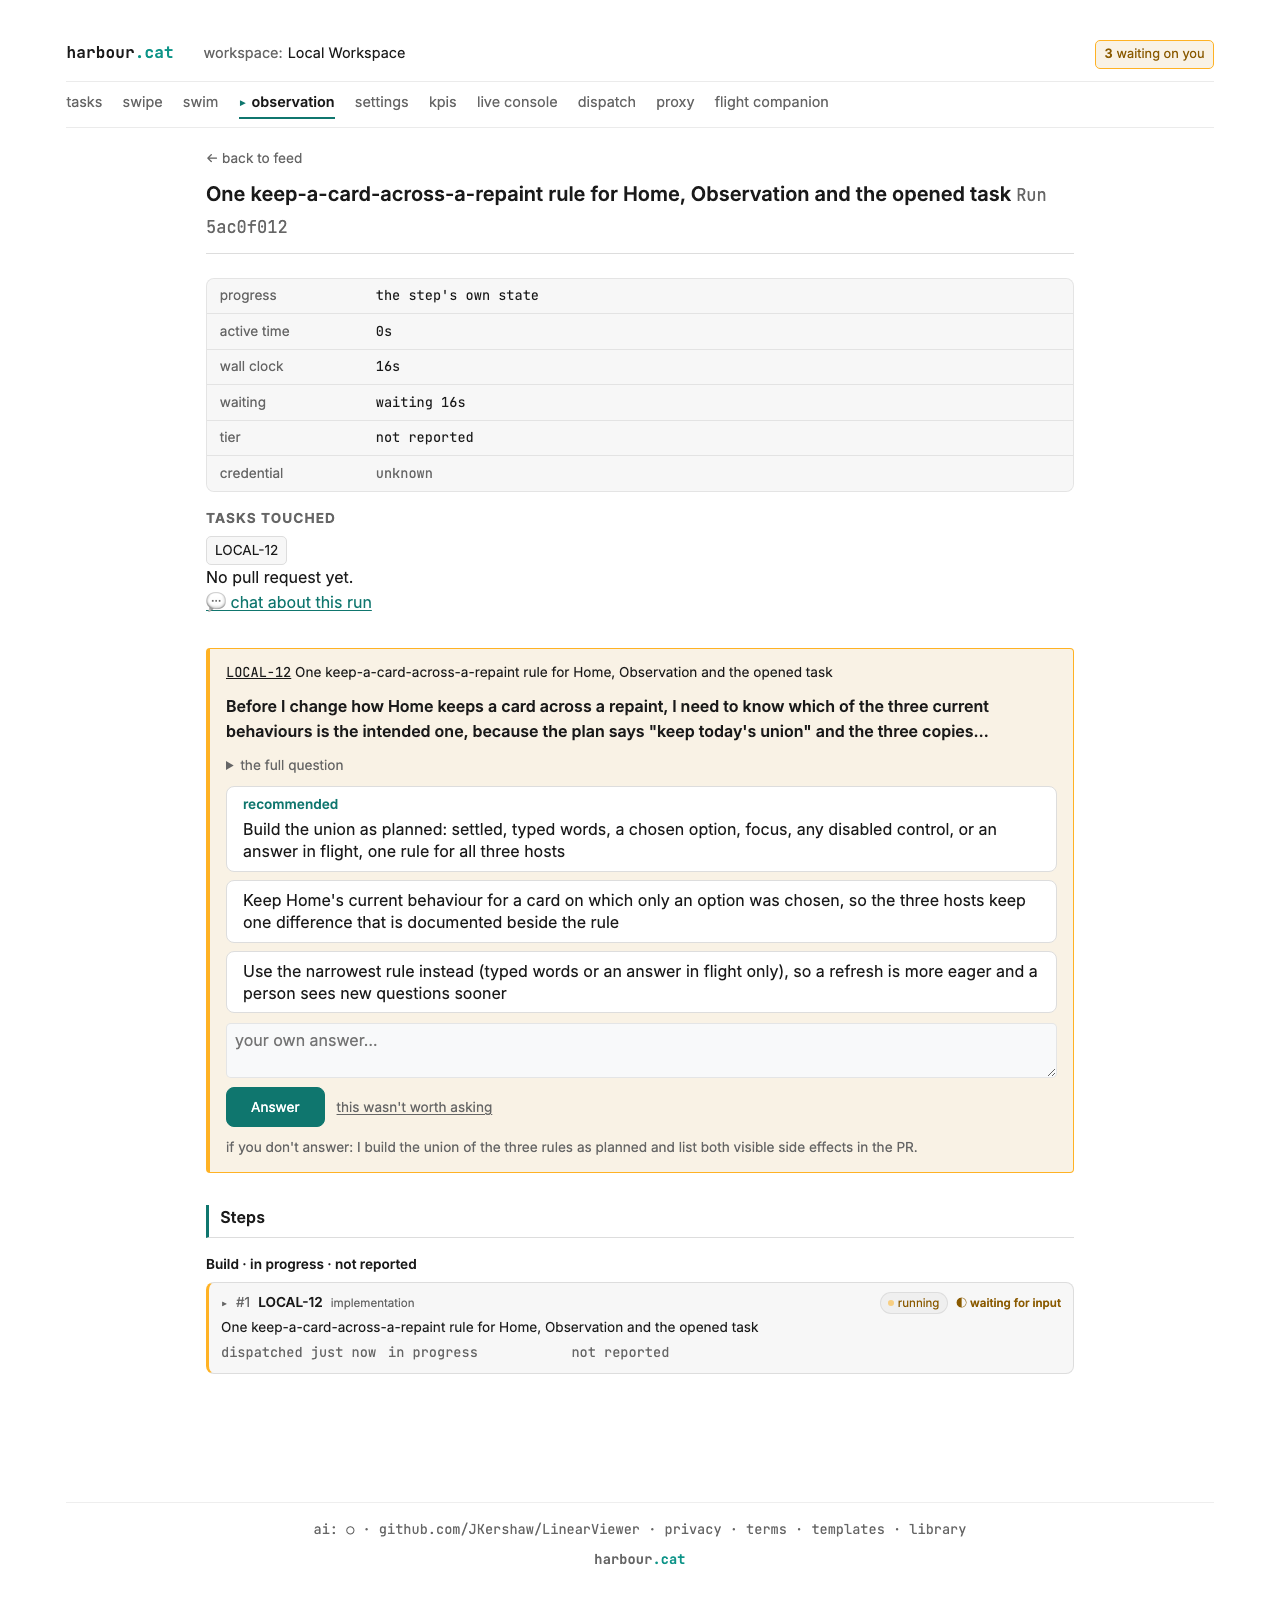 harbour.cat workspace: Local Workspace 3 waiting on you
tasks swipe swim ▸ observation settings kpis live console dispatch proxy flight companion
← back to feed
One keep-a-card-across-a-repaint rule for Home, Observation and the opened task Run
5ac0f012
progress the step's own state
active time 0s
wall clock 16s
waiting waiting 16s
tier not reported
credential unknown
TASKS TOUCHED
LOCAL-12
No pull request yet.
💬 chat about this run
LOCAL-12 One keep-a-card-across-a-repaint rule for Home, Observation and the opened task
Before I change how Home keeps a card across a repaint, I need to know which of the three current
behaviours is the intended one, because the plan says "keep today's union" and the three copies…
▶ the full question
recommended
Build the union as planned: settled, typed words, a chosen option, focus, any disabled control, or an
answer in flight, one rule for all three hosts
Keep Home's current behaviour for a card on which only an option was chosen, so the three hosts keep
one difference that is documented beside the rule
Use the narrowest rule instead (typed words or an answer in flight only), so a refresh is more eager and a
person sees new questions sooner
your own answer…
Answer this wasn't worth asking
if you don't answer: I build the union of the three rules as planned and list both visible side effects in the PR.
Steps
Build · in progress · not reported
▸ #1 LOCAL-12 implementation running ◐ waiting for input
One keep-a-card-across-a-repaint rule for Home, Observation and the opened task
dispatched just now in progress not reported
ai: ○ · github.com/JKershaw/LinearViewer · privacy · terms · templates · library
harbour.cat